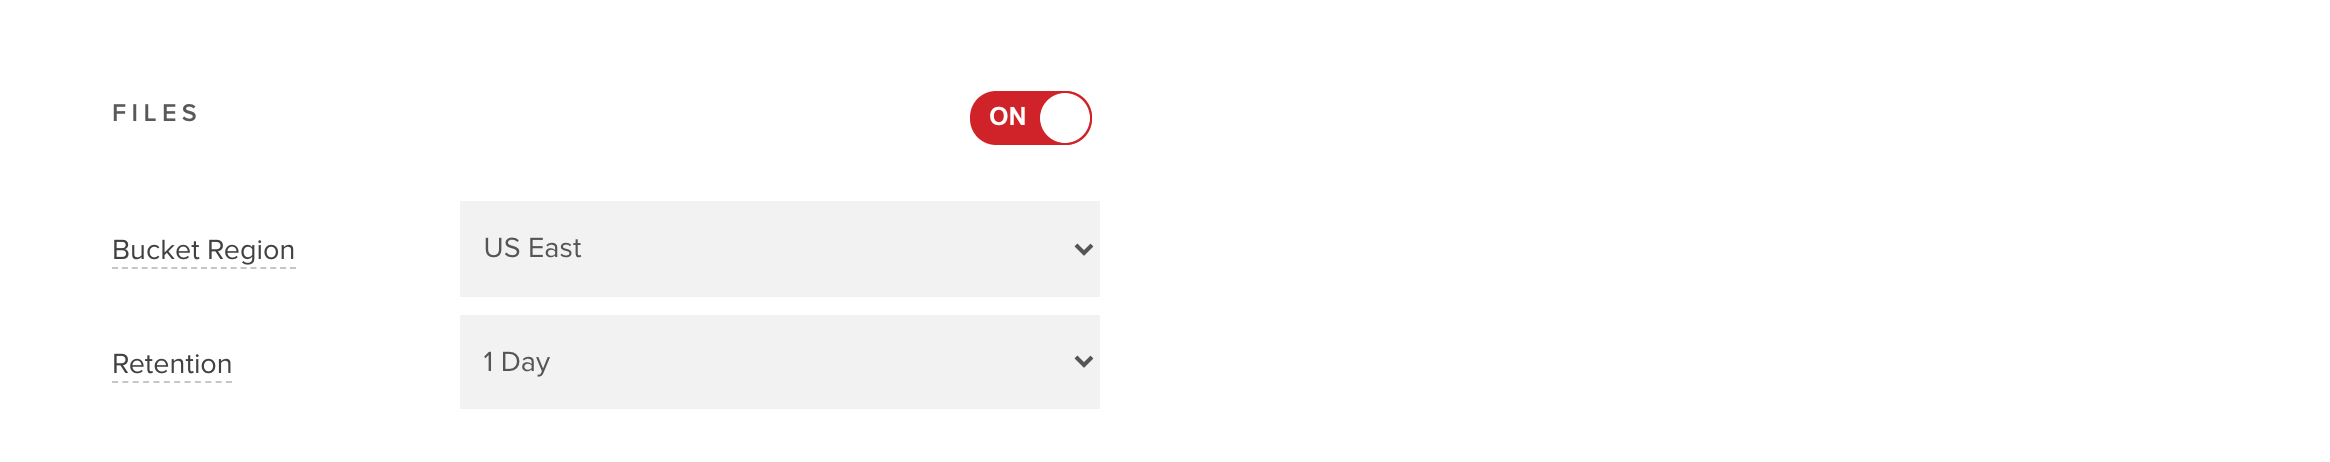 FILES
ON
Bucket Region
US East
Retention
1 Day